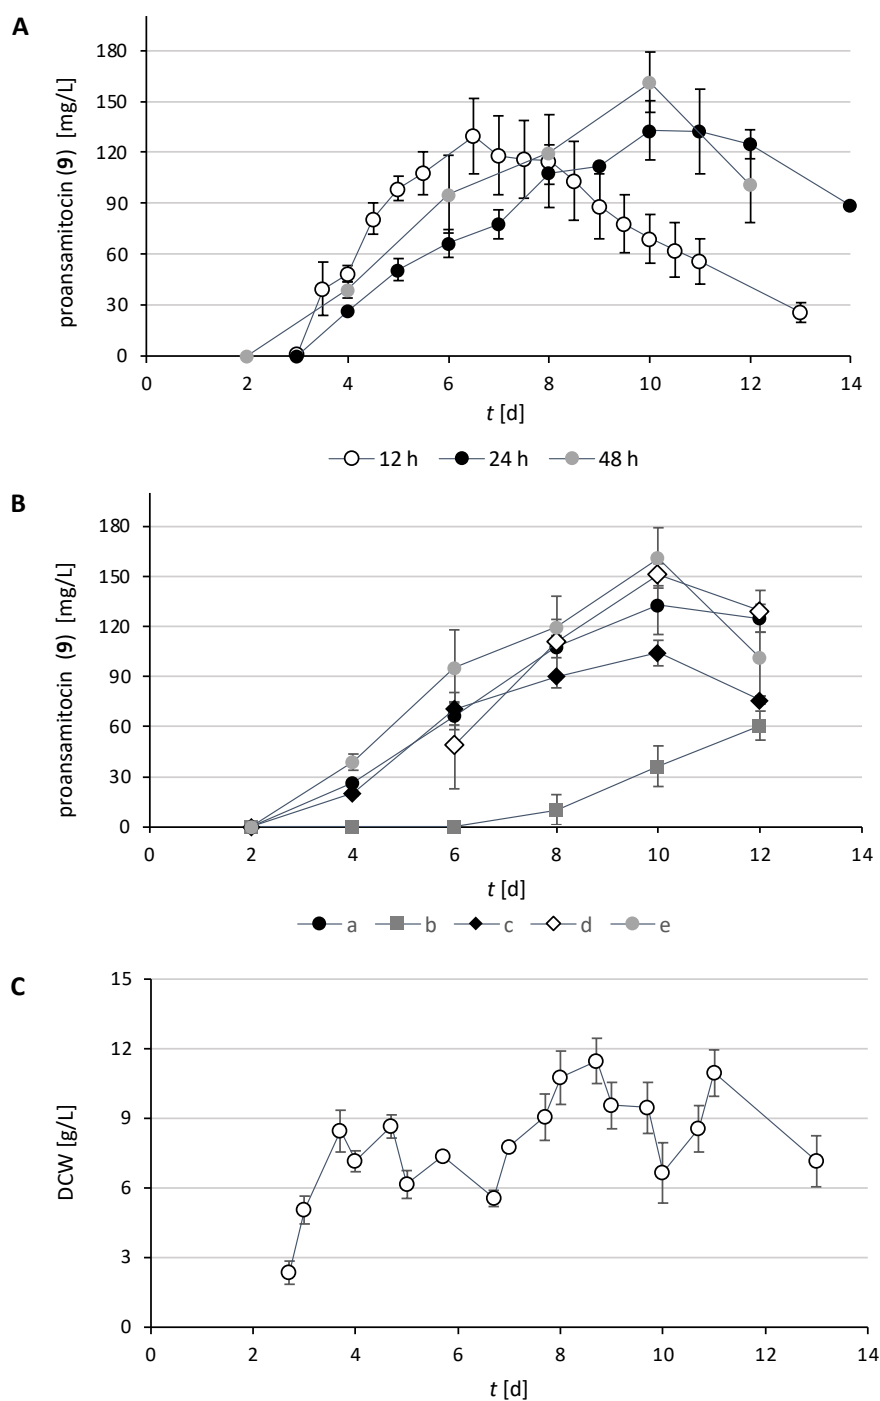 A
proansamitocin (9) [mg/L]
180
150
120
90
60
30
0
0 2 4 6 8 10 12 14
t [d]
12 h 24 h 48 h
B
proansamitocin (9) [mg/L]
180
150
120
90
60
30
0
0 2 4 6 8 10 12 14
t [d]
a b c d e
C
DCW [g/L]
15
12
9
6
3
0
0 2 4 6 8 10 12 14
t [d]